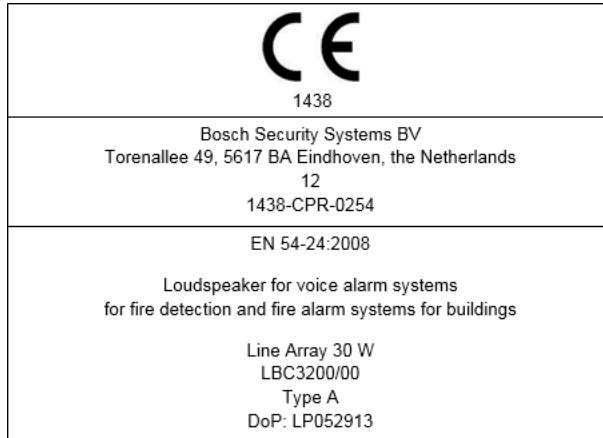 CE
1438
Bosch Security Systems BV
Torenallee 49, 5617 BA Eindhoven, the Netherlands
12
1438-CPR-0254
EN 54-24:2008
Loudspeaker for voice alarm systems
for fire detection and fire alarm systems for buildings
Line Array 30 W
LBC3200/00
Type A
DoP: LP052913